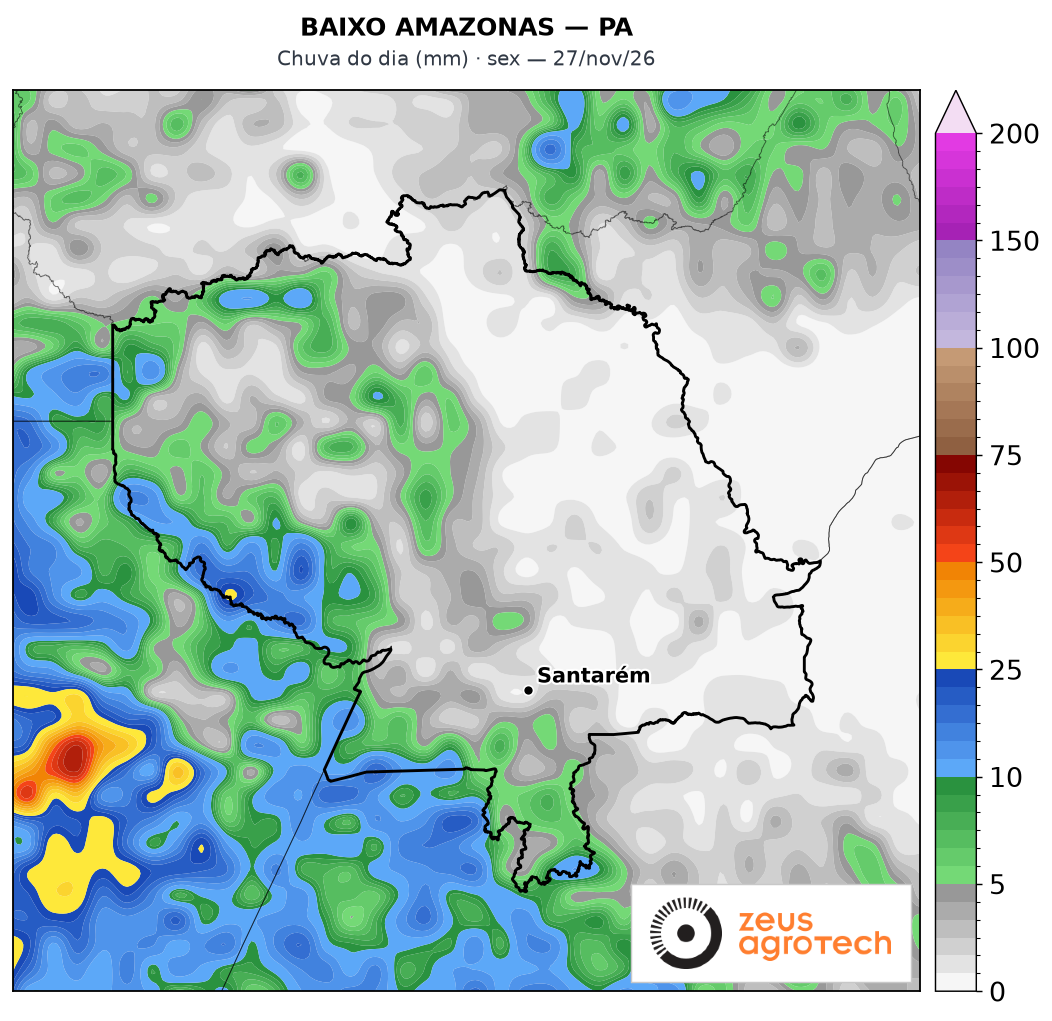 BAIXO AMAZONAS — PA
Chuva do dia (mm) · sex — 27/nov/26
200
150
100
75
50
25
10
5
0
Santarém
zeus
agrotech